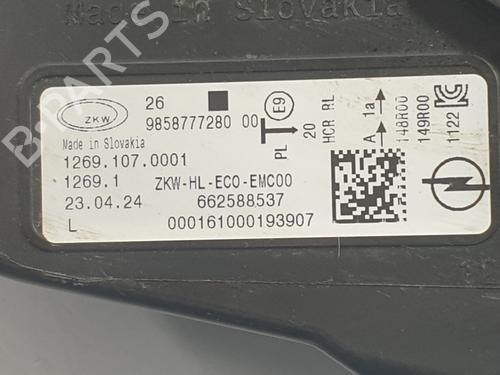 Made in Slovakia
ZKW
26
9858777280 00
Made in Slovakia
1269.107.0001
1269.1 ZKW-HL-ECO-EMC00
23.04.24 662588537
L 000161000193907
E9
PL
20
HCR RL
A 1a
148R00
149R00
1122
B-PARTS